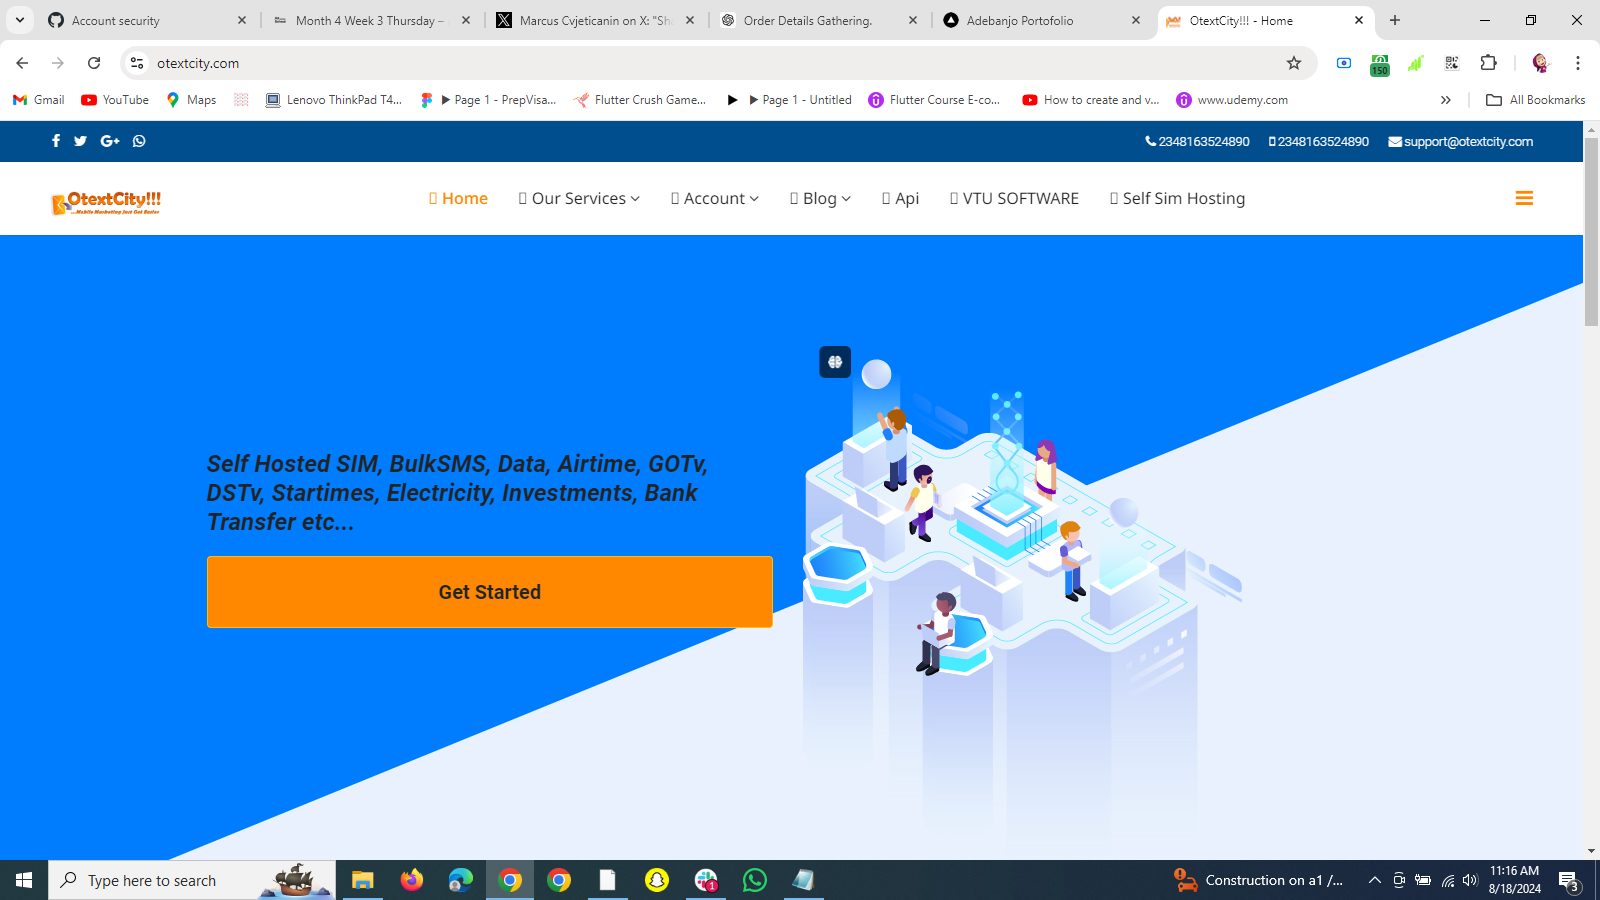 Account security
Month 4 Week 3 Thursday –
Marcus Cvjeticanin on X: "Sh
Order Details Gathering.
Adebanjo Portofolio
OtextCity!!! - Home
otextcity.com
150
Gmail
YouTube
Maps
Lenovo ThinkPad T4...
▶ Page 1 - PrepVisa...
Flutter Crush Game...
▶ Page 1 - Untitled
Flutter Course E-co...
How to create and v...
www.udemy.com
All Bookmarks
2348163524890
2348163524890
support@otextcity.com
OtextCity!!!
...Mobile Marketing Just Got Easier
Home
Our Services
Account
Blog
Api
VTU SOFTWARE
Self Sim Hosting
Self Hosted SIM, BulkSMS, Data, Airtime, GOTv,
DSTv, Startimes, Electricity, Investments, Bank
Transfer etc...
Get Started
Type here to search
1
Construction on a1 /...
11:16 AM
8/18/2024
3